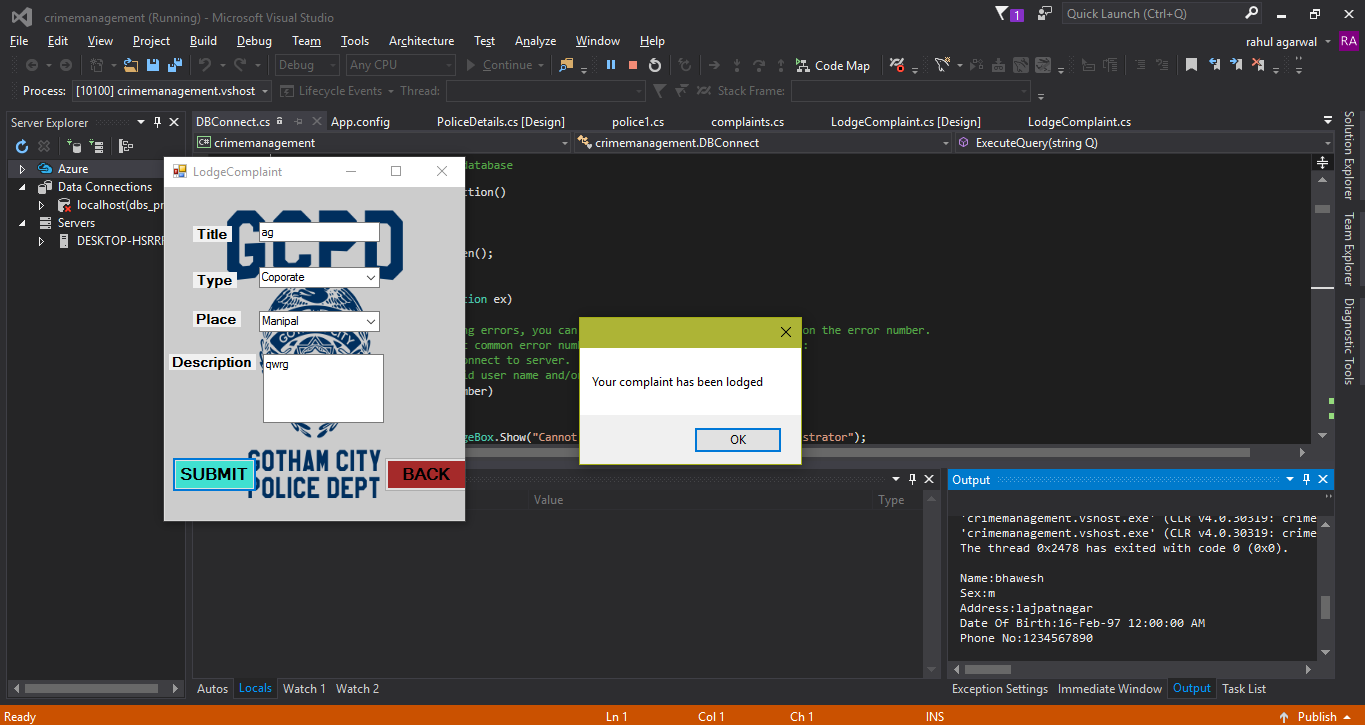 crimemanagement (Running) - Microsoft Visual Studio
1
Quick Launch (Ctrl+Q)
File Edit View Project Build Debug Team Tools Architecture Test Analyze Window Help
rahul agarwal
RA
Debug
Any CPU
Continue
Code Map
Process: [10100] crimemanagement.vshost
Lifecycle Events
Thread:
Stack Frame:
Server Explorer
Azure
Data Connections
localhost(dbs_pr
Servers
DESKTOP-HSRR
DBConnect.cs App.config PoliceDetails.cs [Design] police1.cs complaints.cs LodgeComplaint.cs [Design] LodgeComplaint.cs
crimemanagement
crimemanagement.DBConnect
ExecuteQuery(string Q)
database
ction()
en();
tion ex)
ng errors, you can
on the error number.
t common error num
:
nnect to server.
id user name and/o
mber)
geBox.Show("Cannot
strator");
LodgeComplaint
GCPD
Title ag
Type Coporate
Place Manipal
Description qwrg
GOTHAM CITY
POLICE DEPT
SUBMIT
BACK
Your complaint has been lodged
OK
Value
Type
Autos Locals Watch 1 Watch 2
Output
'crimemanagement.vshost.exe' (CLR v4.0.30319: crime
'crimemanagement.vshost.exe' (CLR v4.0.30319: crime
The thread 0x2478 has exited with code 0 (0x0).
Name:bhawesh
Sex:m
Address:lajpatnagar
Date Of Birth:16-Feb-97 12:00:00 AM
Phone No:1234567890
Exception Settings Immediate Window Output Task List
Solution Explorer
Team Explorer
Diagnostic Tools
Ready
Ln 1
Col 1
Ch 1
INS
Publish